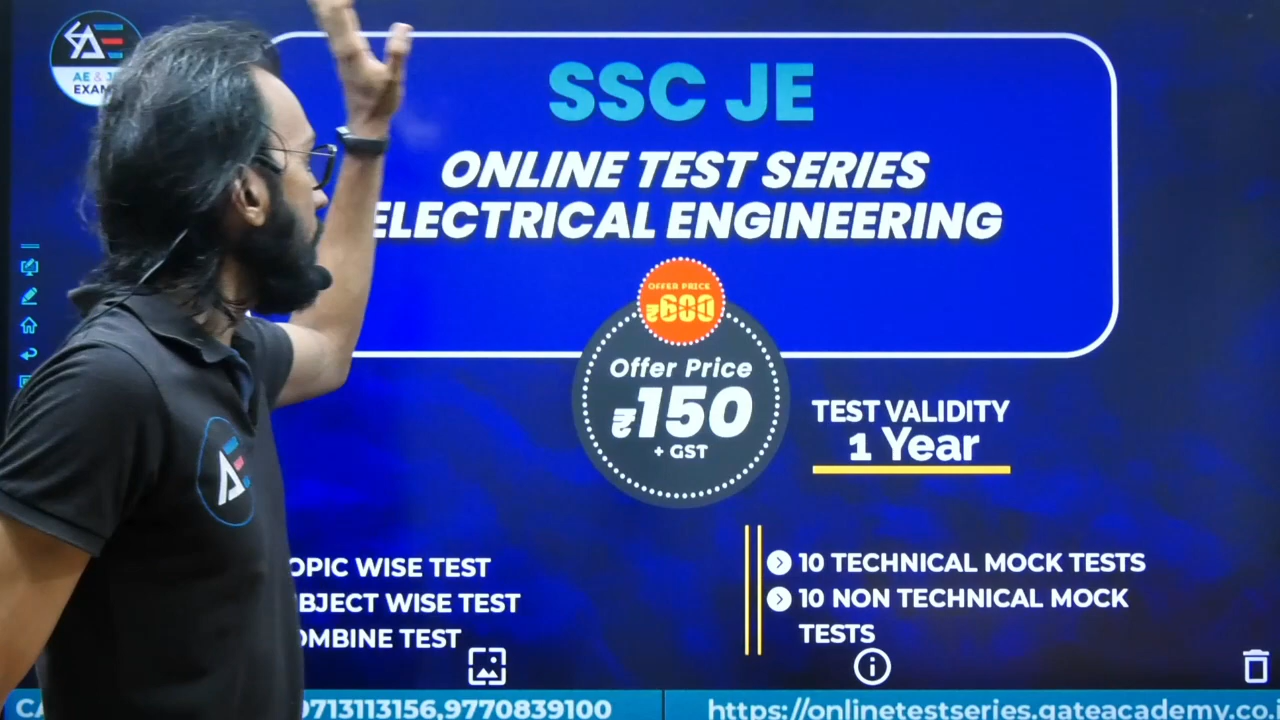 AE & J
EXAM
SSC JE
ONLINE TEST SERIES
ELECTRICAL ENGINEERING
OFFER PRICE
₹600
Offer Price
₹150
+ GST
TEST VALIDITY
1 Year
OPIC WISE TEST
BJECT WISE TEST
OMBINE TEST
10 TECHNICAL MOCK TESTS
10 NON TECHNICAL MOCK
TESTS
CA
9713113156,9770839100
https://onlinetestseries.gateacademy.co.i